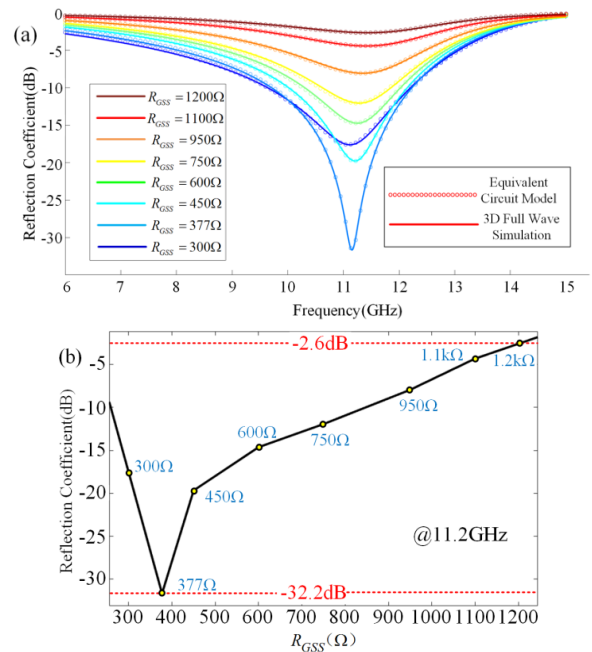 (a)
0
-5
-10
-15
-20
-25
-30
Reflection Coefficient(dB)
R_GSS = 1200Ω
R_GSS = 1100Ω
R_GSS = 950Ω
R_GSS = 750Ω
R_GSS = 600Ω
R_GSS = 450Ω
R_GSS = 377Ω
R_GSS = 300Ω
Equivalent
Circuit Model
3D Full Wave
Simulation
6 7 8 9 10 11 12 13 14 15
Frequency(GHz)
(b)
-2.6dB
-5
-10
-15
-20
-25
-30
Reflection Coefficient(dB)
1.1kΩ
1.2kΩ
950Ω
600Ω
750Ω
300Ω
450Ω
@11.2GHz
377Ω
-32.2dB
300 400 500 600 700 800 900 1000 1100 1200
R_GSS(Ω)